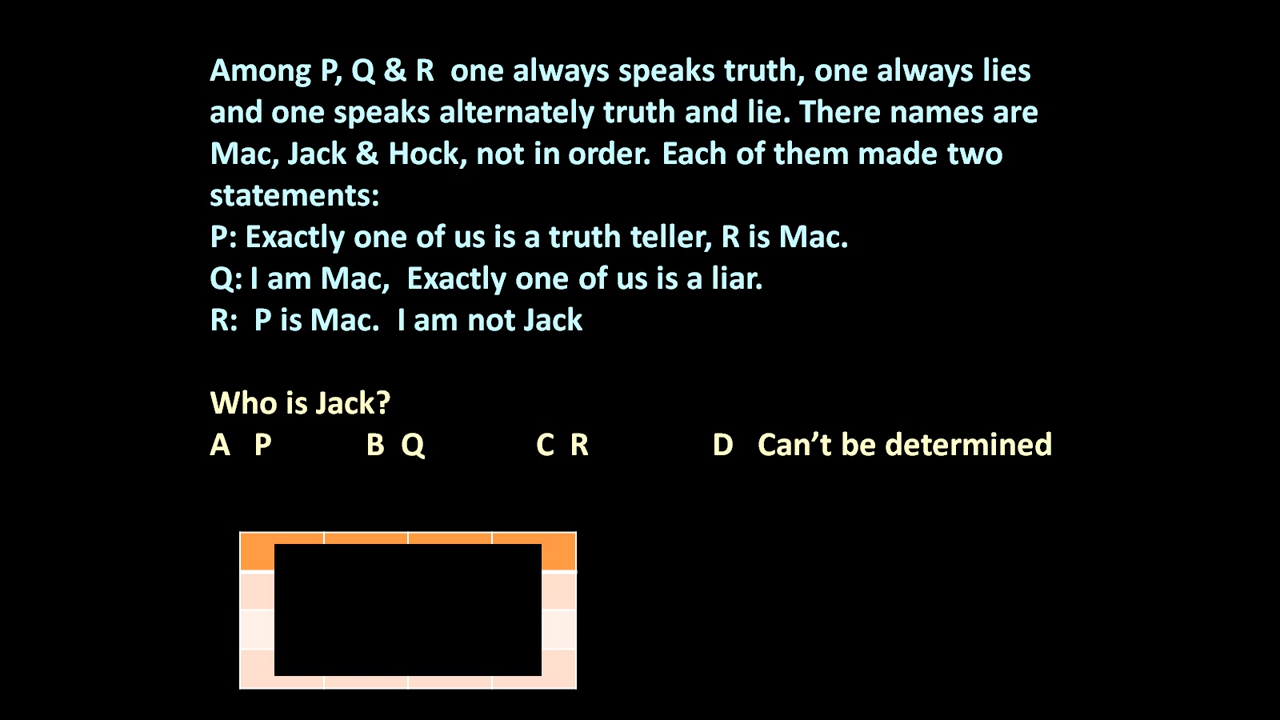 Among P, Q & R one always speaks truth, one always lies
and one speaks alternately truth and lie. There names are
Mac, Jack & Hock, not in order. Each of them made two
statements:
P: Exactly one of us is a truth teller, R is Mac.
Q: I am Mac, Exactly one of us is a liar.
R: P is Mac. I am not Jack
Who is Jack?
A P B Q C R D Can't be determined